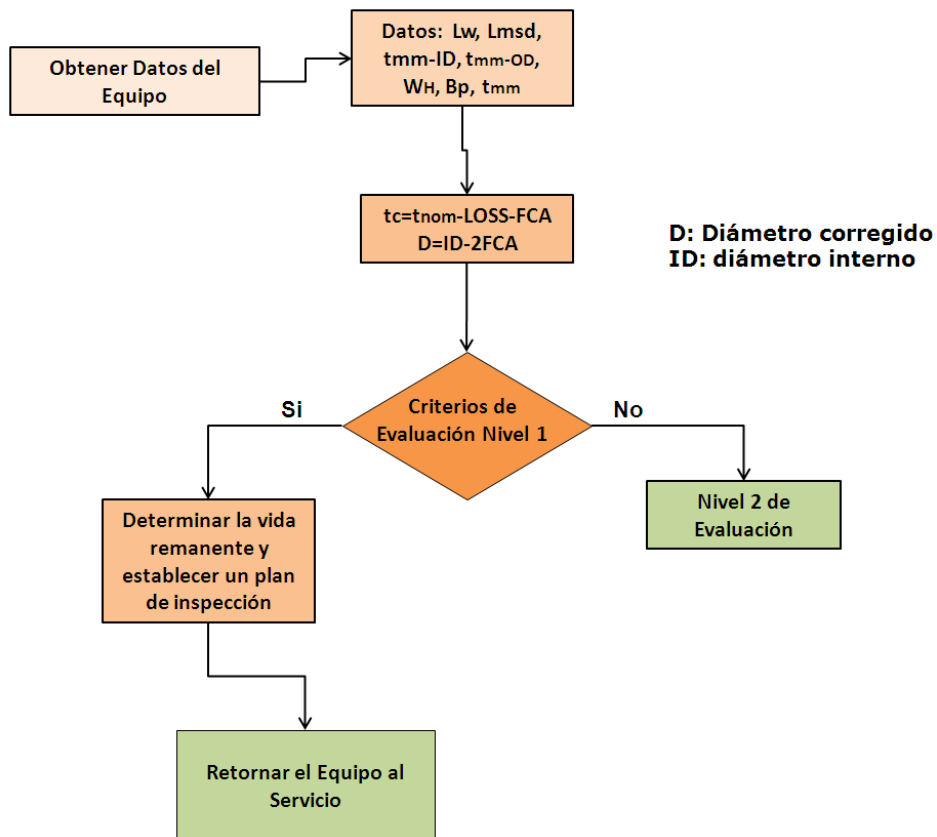 Obtener Datos del
Equipo
Datos: Lw, Lmsd,
tmm-ID, tmm-OD,
WH, Bp, tmm
tc=tnom-LOSS-FCA
D=ID-2FCA
D: Diámetro corregido
ID: diámetro interno
Criterios de
Evaluación Nivel 1
Si
No
Determinar la vida
remanente y
establecer un plan
de inspección
Nivel 2 de
Evaluación
Retornar el Equipo al
Servicio